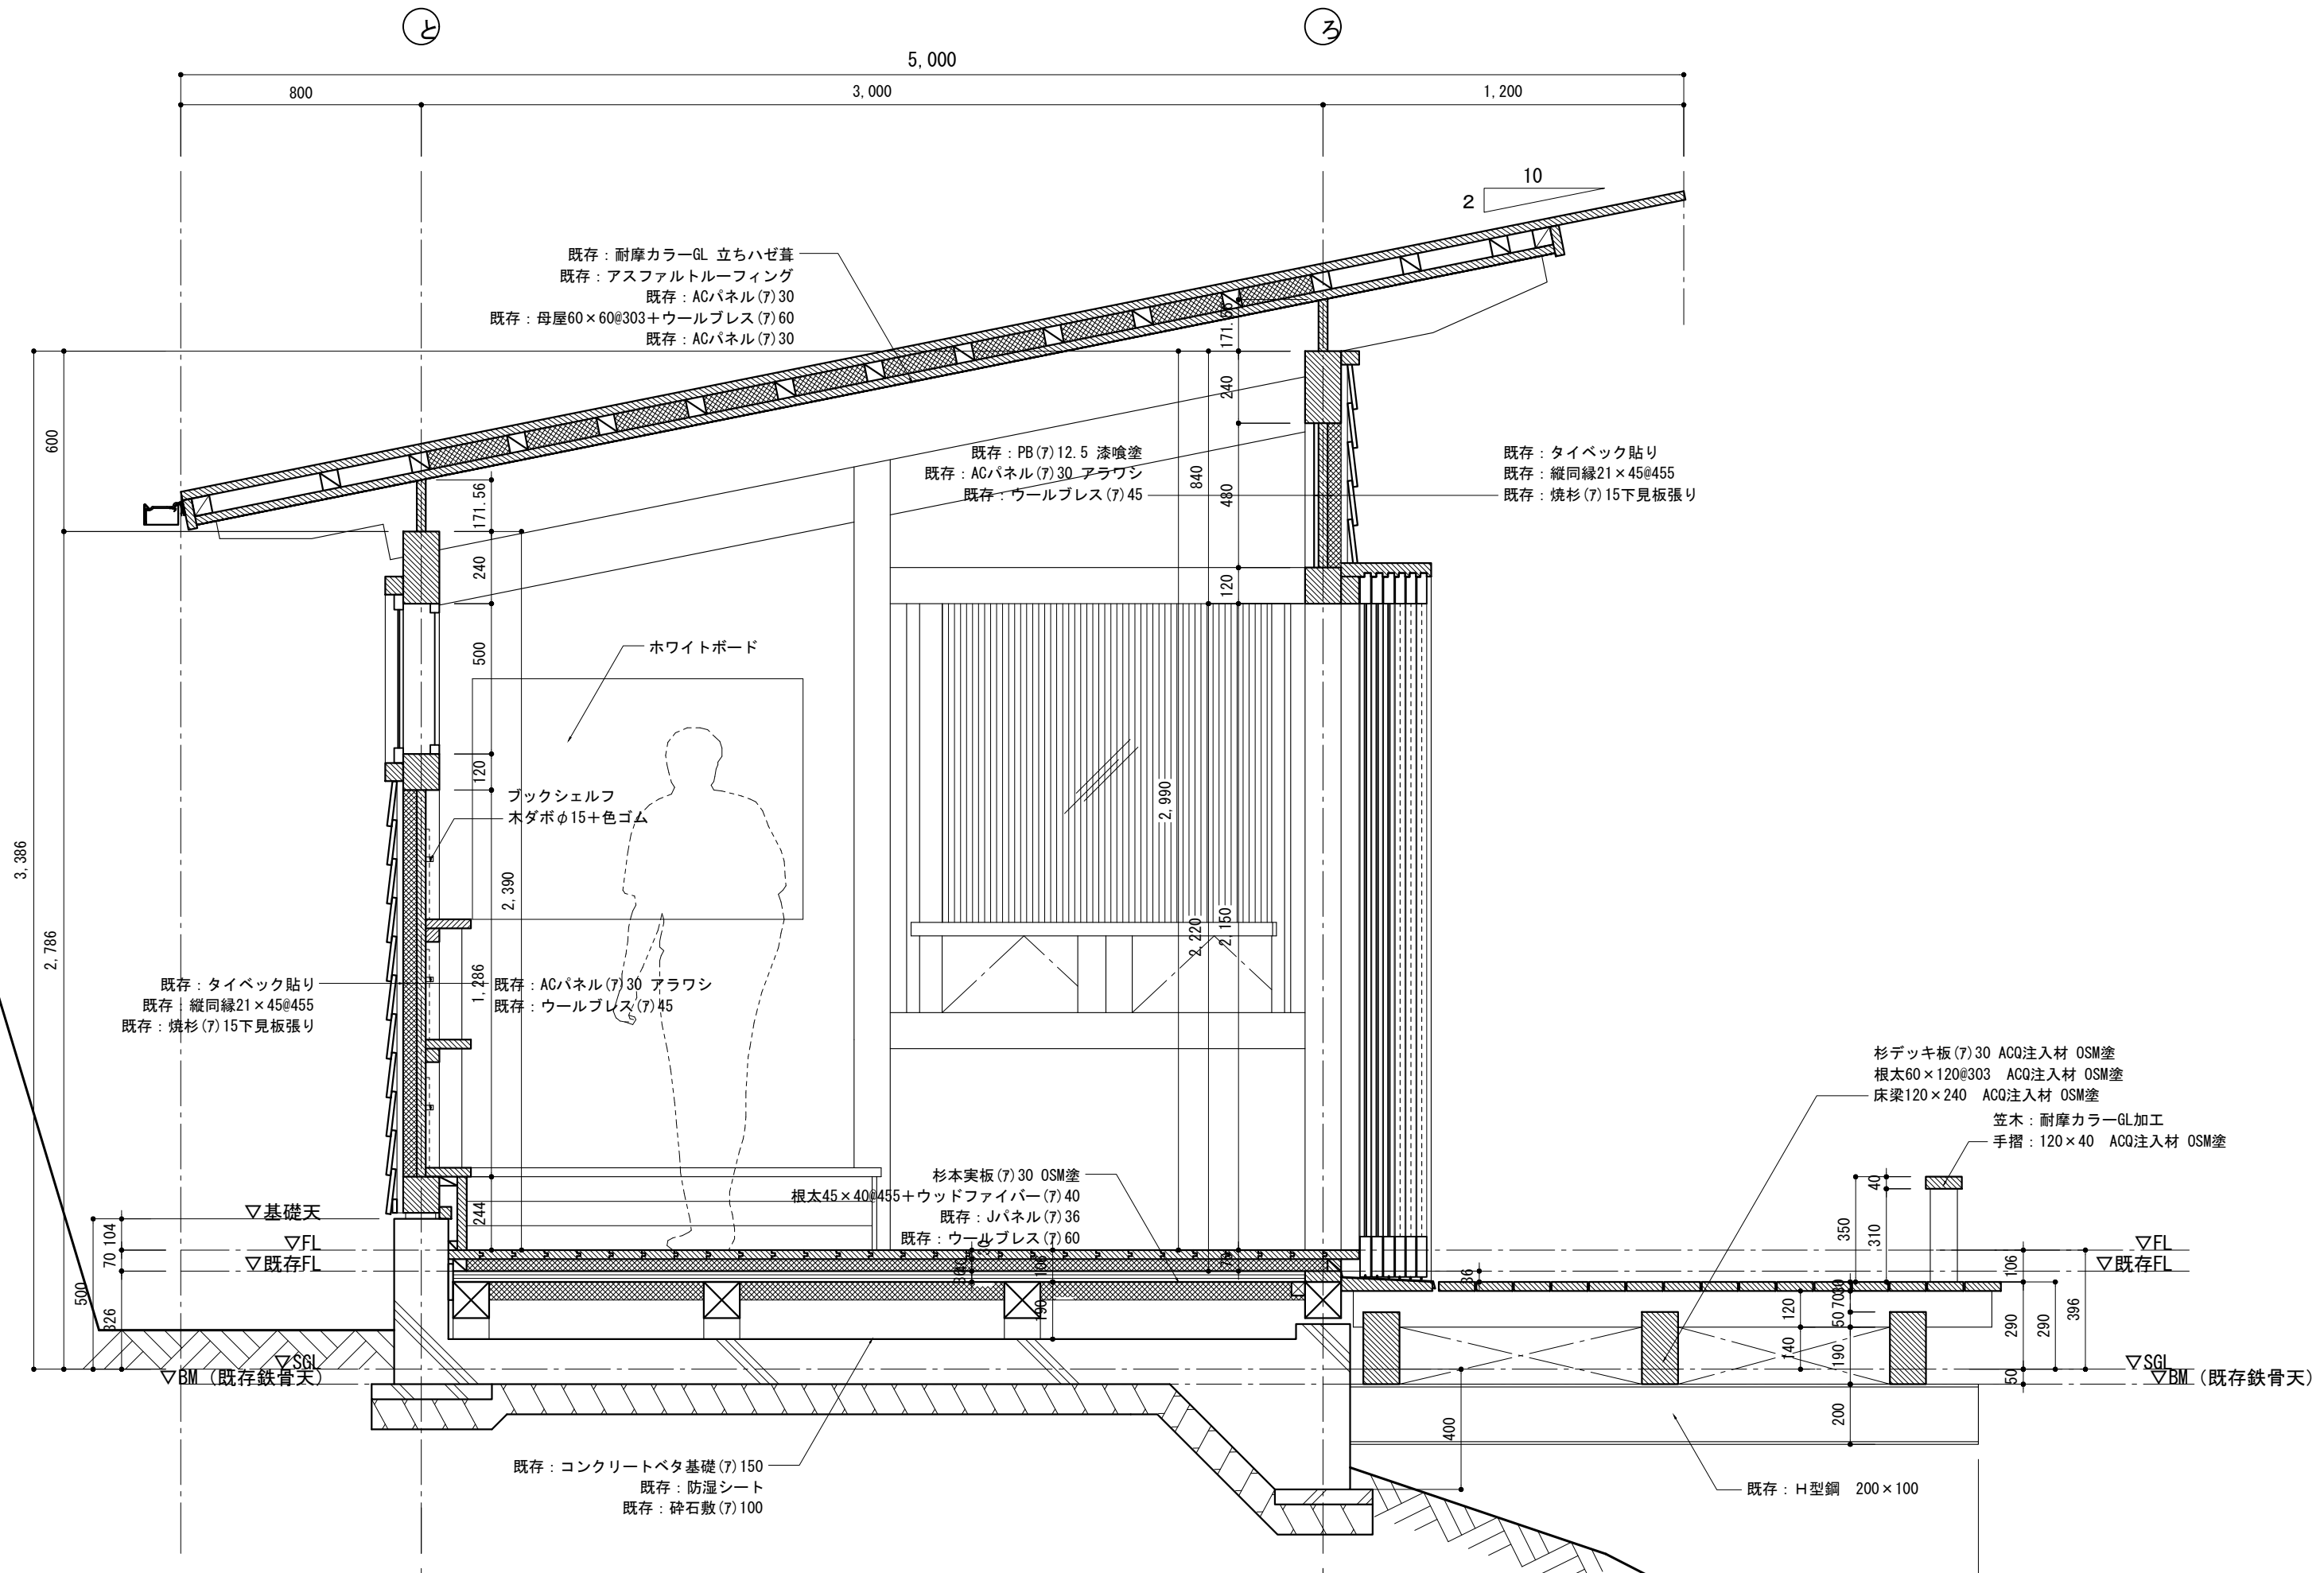 と
ろ
5,000
800
3,000
1,200
10
2
既存：耐摩カラーGL 立ちハゼ葺
既存：アスファルトルーフィング
既存：ACパネル(ｱ)30
既存：母屋60×60@303＋ウールブレス(ｱ)60
既存：ACパネル(ｱ)30
171.56
600
240
840
既存：PB(ｱ)12.5 漆喰塗
既存：ACパネル(ｱ)30 アラワシ
既存：ウールブレス(ｱ)45
480
既存：タイベック貼り
既存：縦同縁21×45@455
既存：焼杉(ｱ)15下見板張り
171.56
240
120
500
ホワイトボード
120
ブックシェルフ
木ダボφ15＋色ゴム
2,990
3,386
2,786
2,390
2,220
2,150
1,286
既存：タイベック貼り
既存：縦同縁21×45@455
既存：焼杉(ｱ)15下見板張り
既存：ACパネル(ｱ)30 アラワシ
既存：ウールブレス(ｱ)45
杉デッキ板(ｱ)30 ACQ注入材 OSM塗
根太60×120@303 ACQ注入材 OSM塗
床梁120×240 ACQ注入材 OSM塗
笠木：耐摩カラーGL加工
手摺：120×40 ACQ注入材 OSM塗
杉本実板(ｱ)30 OSM塗
根太45×40@455＋ウッドファイバー(ｱ)40
既存：Jパネル(ｱ)36
既存：ウールブレス(ｱ)60
244
40
350
310
▽基礎天
▽FL
▽既存FL
104
70
500
326
▽SGL
▽BM（既存鉄骨天）
30
36
106
70
190
36
▽FL
▽既存FL
106
30
70
120
50
290
290
396
140
190
▽SGL
▽BM（既存鉄骨天）
50
200
400
既存：コンクリートベタ基礎(ｱ)150
既存：防湿シート
既存：砕石敷(ｱ)100
既存：Ｈ型鋼 200×100